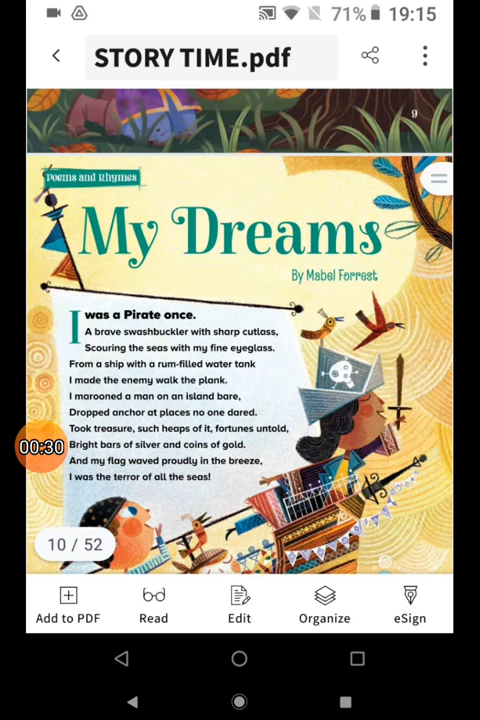 71% 19:15
STORY TIME.pdf
9
Poems and Rhymes
My Dreams
By Mabel Forrest
I was a Pirate once.
A brave swashbuckler with sharp cutlass,
Scouring the seas with my fine eyeglass.
From a ship with a rum-filled water tank
I made the enemy walk the plank.
I marooned a man on an island bare,
Dropped anchor at places no one dared.
Took treasure, such heaps of it, fortunes untold,
Bright bars of silver and coins of gold.
And my flag waved proudly in the breeze,
I was the terror of all the seas!
00:30
10 / 52
Add to PDF Read Edit Organize eSign